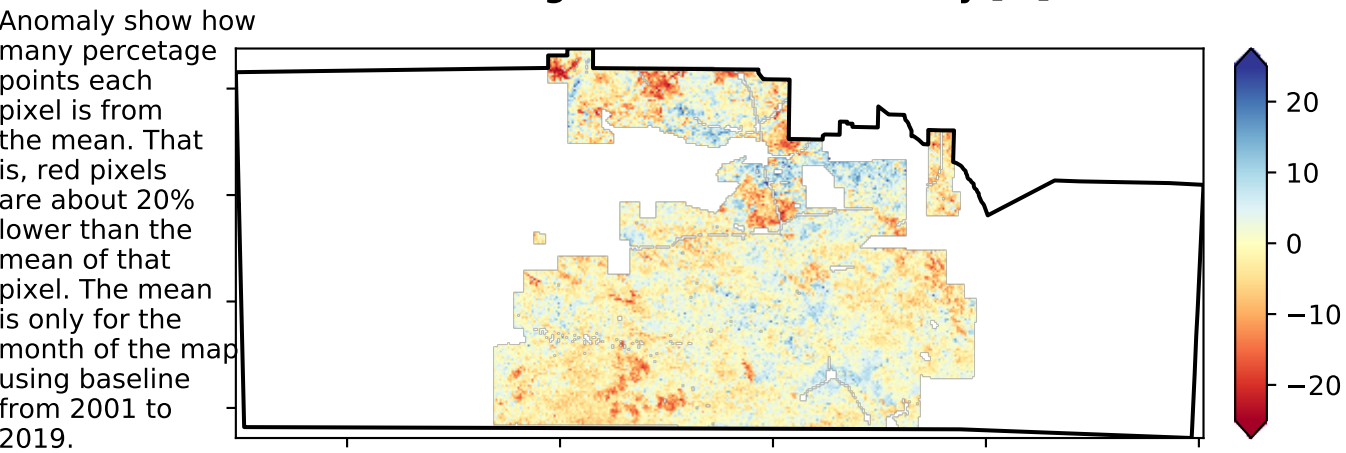 Anomaly show how
many percetage
points each
pixel is from
the mean. That
is, red pixels
are about 20%
lower than the
mean of that
pixel. The mean
is only for the
month of the map
using baseline
from 2001 to
2019.
20
10
0
−10
−20